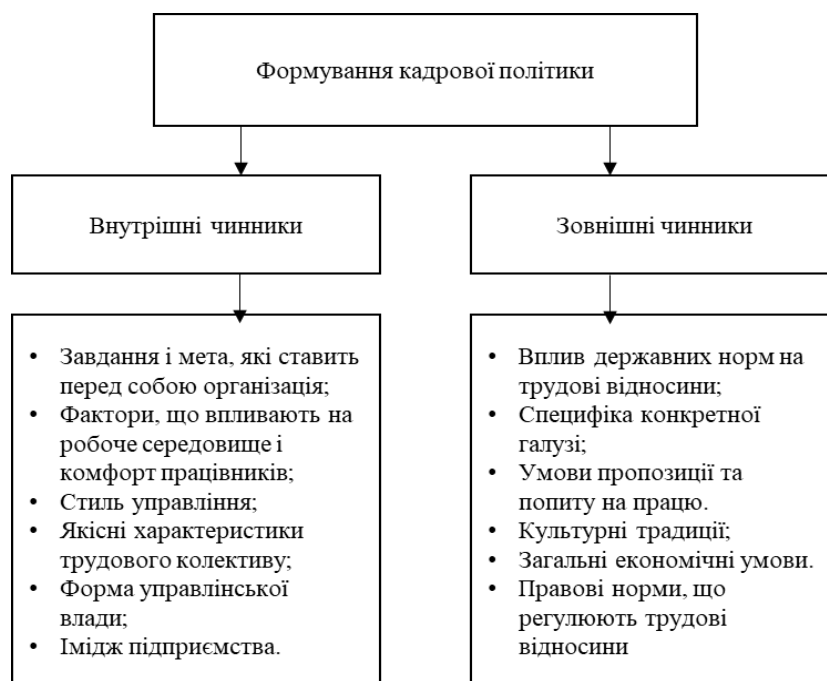 Формування кадрової політики
Внутрішні чинники
Зовнішні чинники
• Завдання і мета, які ставить
перед собою організація;
• Фактори, що впливають на
робоче середовище і
комфорт працівників;
• Стиль управління;
• Якісні характеристики
трудового колективу;
• Форма управлінської
влади;
• Імідж підприємства.
• Вплив державних норм на
трудові відносини;
• Специфіка конкретної
галузі;
• Умови пропозиції та
попиту на працю.
• Культурні традиції;
• Загальні економічні умови.
• Правові норми, що
регулюють трудові
відносини